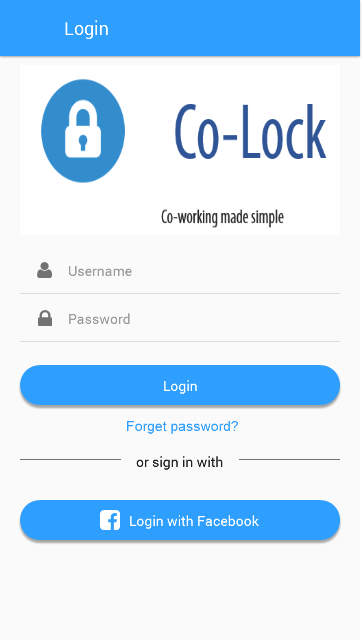 Login
Co-Lock
Co-working made simple
Username
Password
Login
Forget password?
or sign in with
Login with Facebook